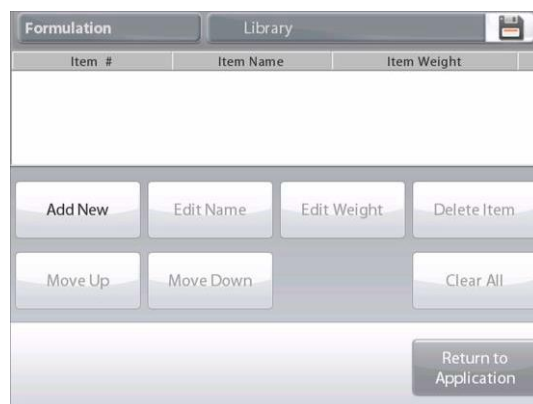 Formulation Library
Item # Item Name Item Weight
Add New Edit Name Edit Weight Delete Item
Move Up Move Down Clear All
Return to
Application